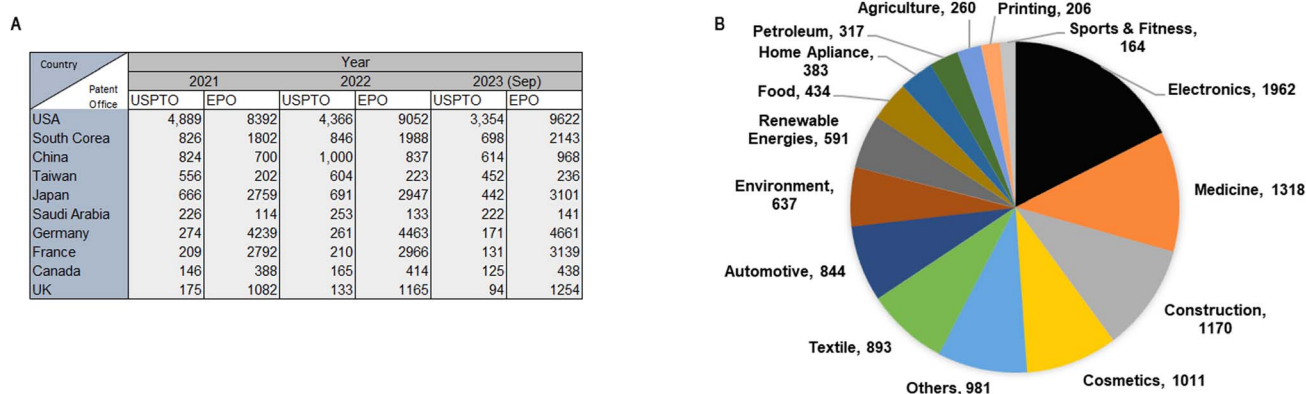 A
Country
Patent
Office
Year
2021 2022 2023 (Sep)
USPTO EPO USPTO EPO USPTO EPO
USA 4,889 8392 4,366 9052 3,354 9622
South Corea 826 1802 846 1988 698 2143
China 824 700 1,000 837 614 968
Taiwan 556 202 604 223 452 236
Japan 666 2759 691 2947 442 3101
Saudi Arabia 226 114 253 133 222 141
Germany 274 4239 261 4463 171 4661
France 209 2792 210 2966 131 3139
Canada 146 388 165 414 125 438
UK 175 1082 133 1165 94 1254
B
Agriculture, 260
Printing, 206
Petroleum, 317
Sports & Fitness,
164
Home Apliance,
383
Electronics, 1962
Food, 434
Renewable
Energies, 591
Environment,
637
Medicine, 1318
Automotive, 844
Construction,
1170
Textile, 893
Cosmetics, 1011
Others, 981